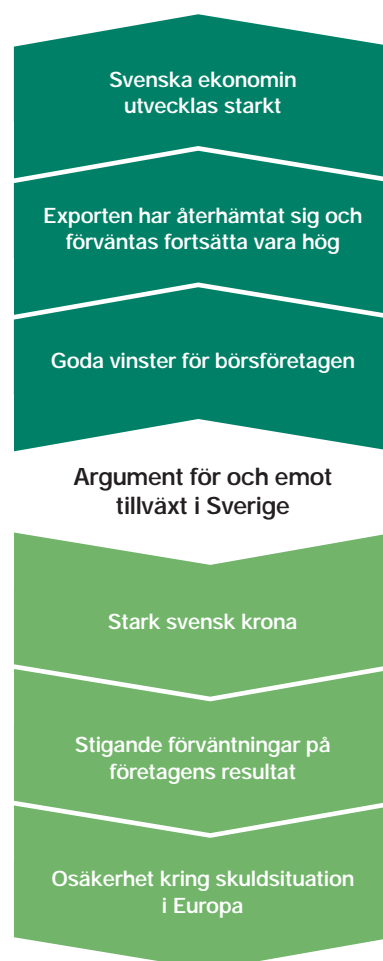 Svenska ekonomin
utvecklas starkt
Exporten har återhämtat sig och
förväntas fortsätta vara hög
Goda vinster för börsföretagen
Argument för och emot
tillväxt i Sverige
Stark svensk krona
Stigande förväntningar på
företagens resultat
Osäkerhet kring skuldsituation
i Europa